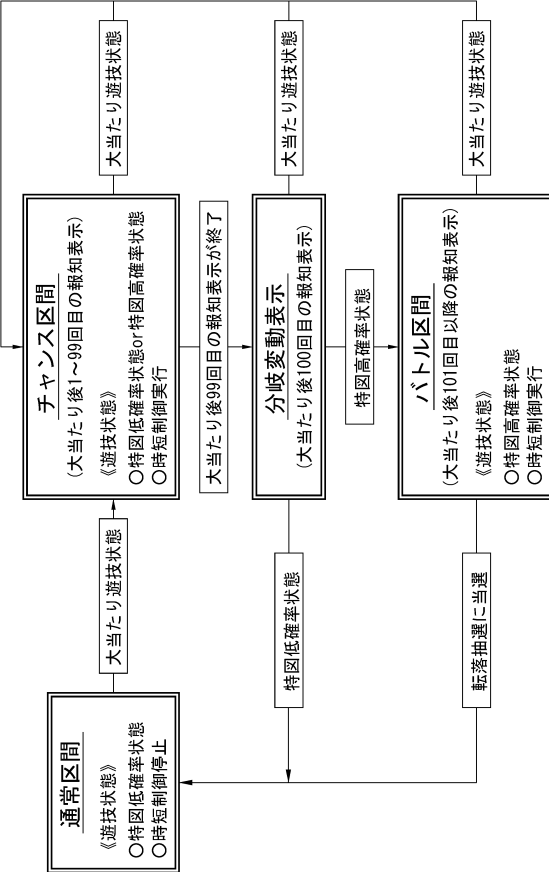 通常区間
《遊技状態》
○特図低確率状態
○時短制御停止
大当たり遊技状態
チャンス区間
(大当たり後1～99回目の報知表示)
《遊技状態》
○特図低確率状態or特図高確率状態
○時短制御実行
大当たり遊技状態
大当たり後99回目の報知表示が終了
特図低確率状態
分岐変動表示
(大当たり後100回目の報知表示)
大当たり遊技状態
特図高確率状態
転落抽選に当選
バトル区間
(大当たり後101回目以降の報知表示)
《遊技状態》
○特図高確率状態
○時短制御実行
大当たり遊技状態